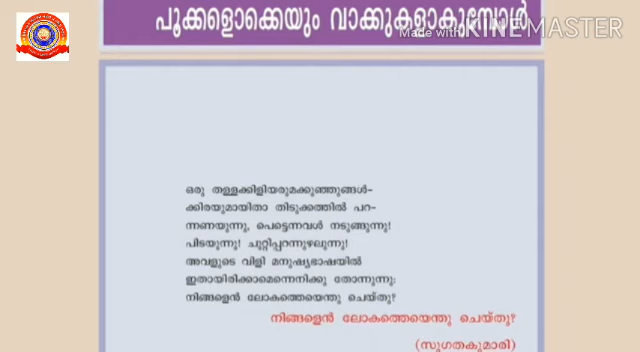 പൂക്കളൊക്കെയും വാക്കുകളാകുമ്പോൾ
Made with KINEMASTER
ഒരു തള്ളക്കിളിയരുമക്കുഞ്ഞുങ്ങൾ-
ക്കിരയുമായിതാ തിടുക്കത്തിൽ പറ-
ന്നണയുന്നു, പെട്ടെന്നവൾ നടുങ്ങുന്നു!
പിടയുന്നു! ചുറ്റിപ്പറന്നുഴലുന്നു!
അവളുടെ വിളി മനുഷ്യഭാഷയിൽ
ഇതായിരിക്കാമെന്നെനിക്കു തോന്നുന്നു:
നിങ്ങളെൻ ലോകത്തെയെന്തു ചെയ്തു?
നിങ്ങളെൻ ലോകത്തെയെന്തു ചെയ്തു?
(സുഗതകുമാരി)